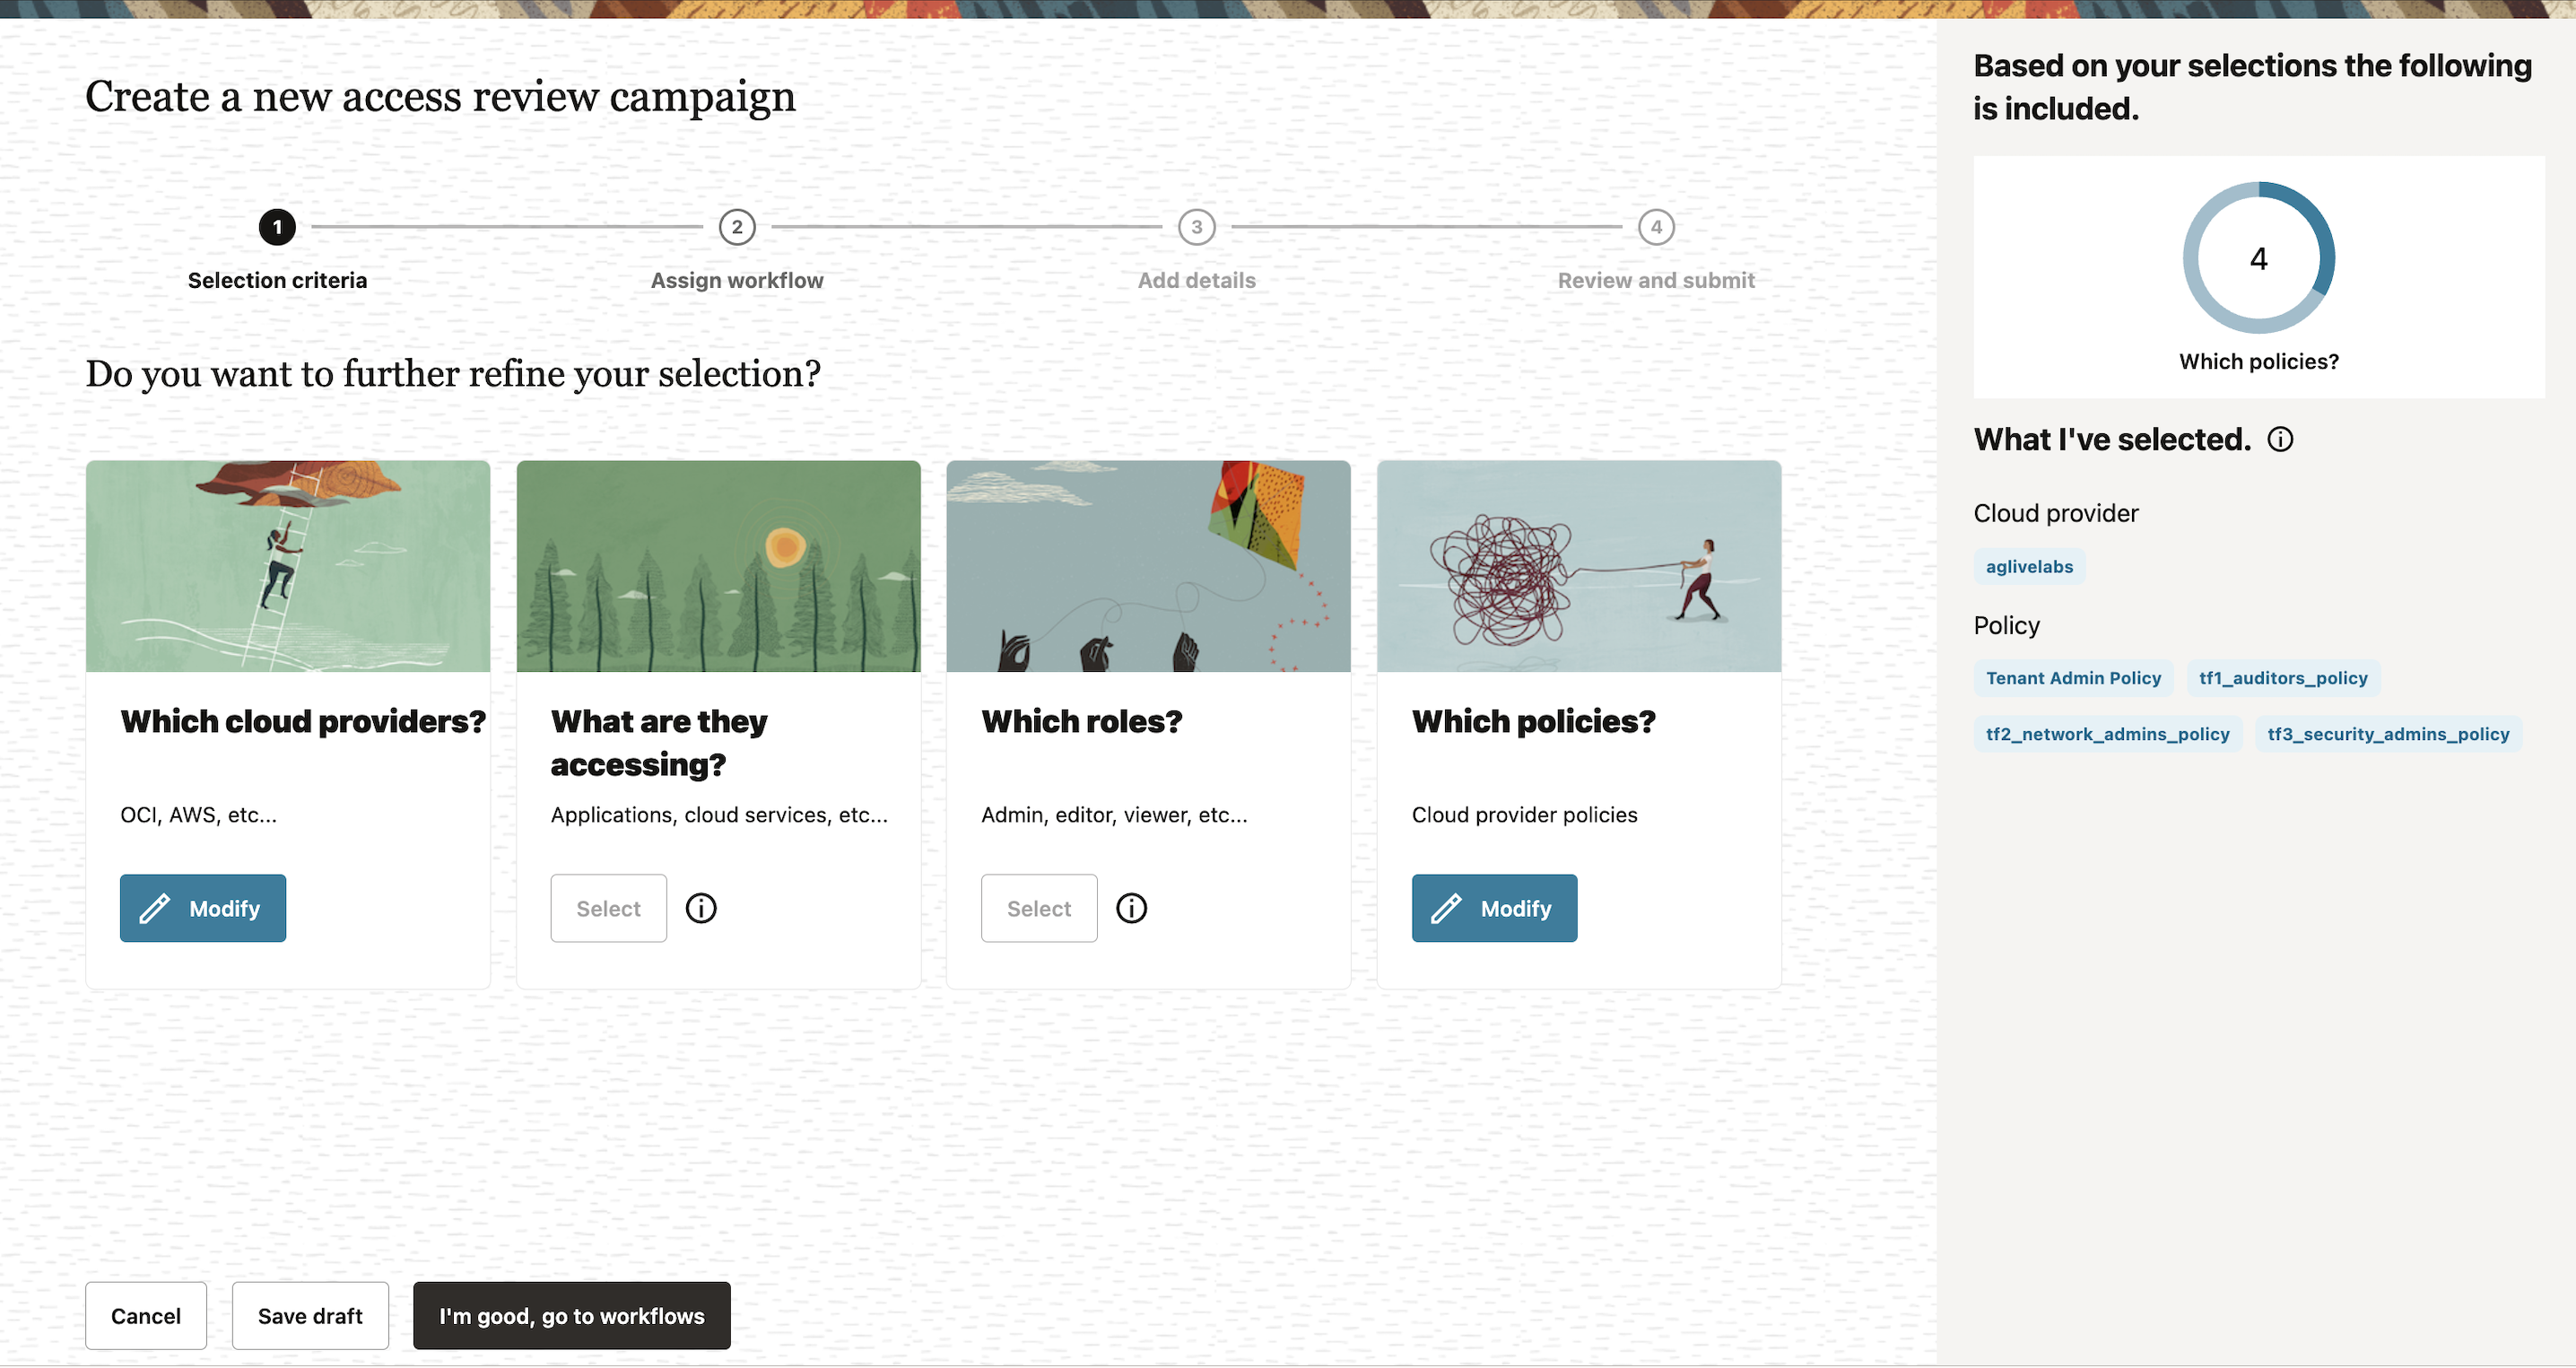 Create a new access review campaign
1
2
3
4
Selection criteria
Assign workflow
Add details
Review and submit
Do you want to further refine your selection?
Which cloud providers?
OCI, AWS, etc...
Modify
What are they
accessing?
Applications, cloud services, etc...
Select
Which roles?
Admin, editor, viewer, etc...
Select
Which policies?
Cloud provider policies
Modify
Cancel
Save draft
I'm good, go to workflows
Based on your selections the following
is included.
4
Which policies?
What I've selected.
Cloud provider
aglivelabs
Policy
Tenant Admin Policy
tf1_auditors_policy
tf2_network_admins_policy
tf3_security_admins_policy